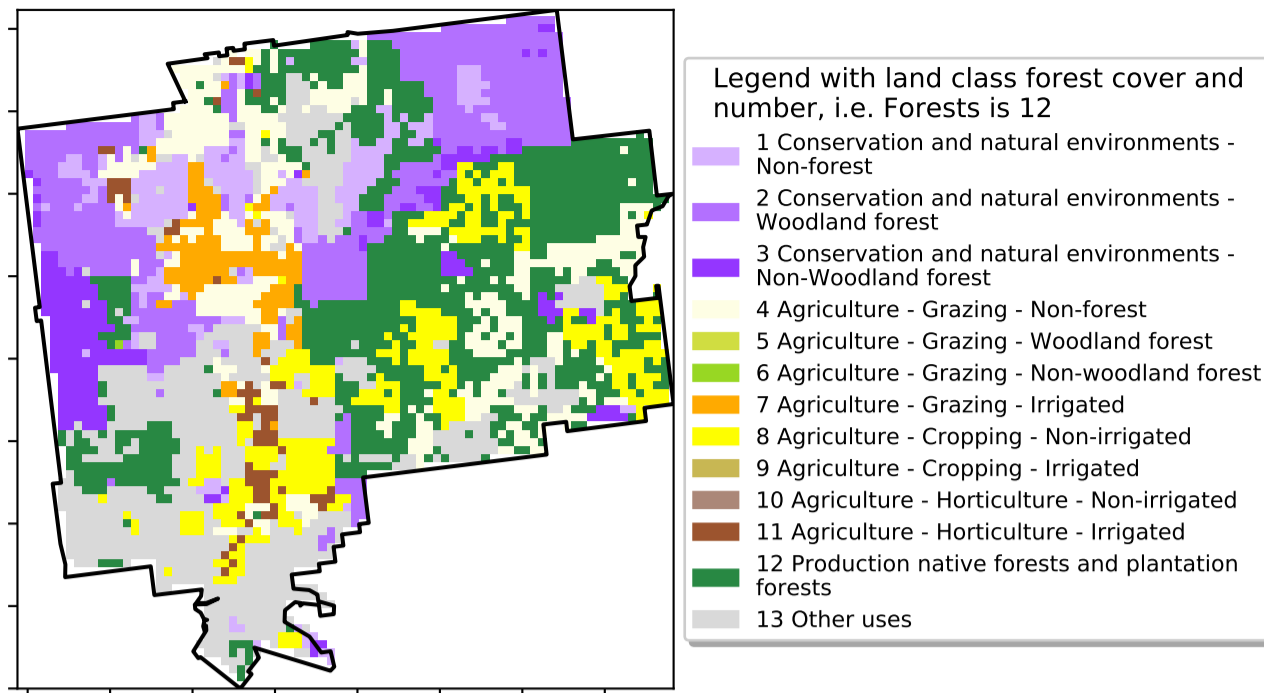 Legend with land class forest cover and
number, i.e. Forests is 12
1 Conservation and natural environments -
Non-forest
2 Conservation and natural environments -
Woodland forest
3 Conservation and natural environments -
Non-Woodland forest
4 Agriculture - Grazing - Non-forest
5 Agriculture - Grazing - Woodland forest
6 Agriculture - Grazing - Non-woodland forest
7 Agriculture - Grazing - Irrigated
8 Agriculture - Cropping - Non-irrigated
9 Agriculture - Cropping - Irrigated
10 Agriculture - Horticulture - Non-irrigated
11 Agriculture - Horticulture - Irrigated
12 Production native forests and plantation
forests
13 Other uses